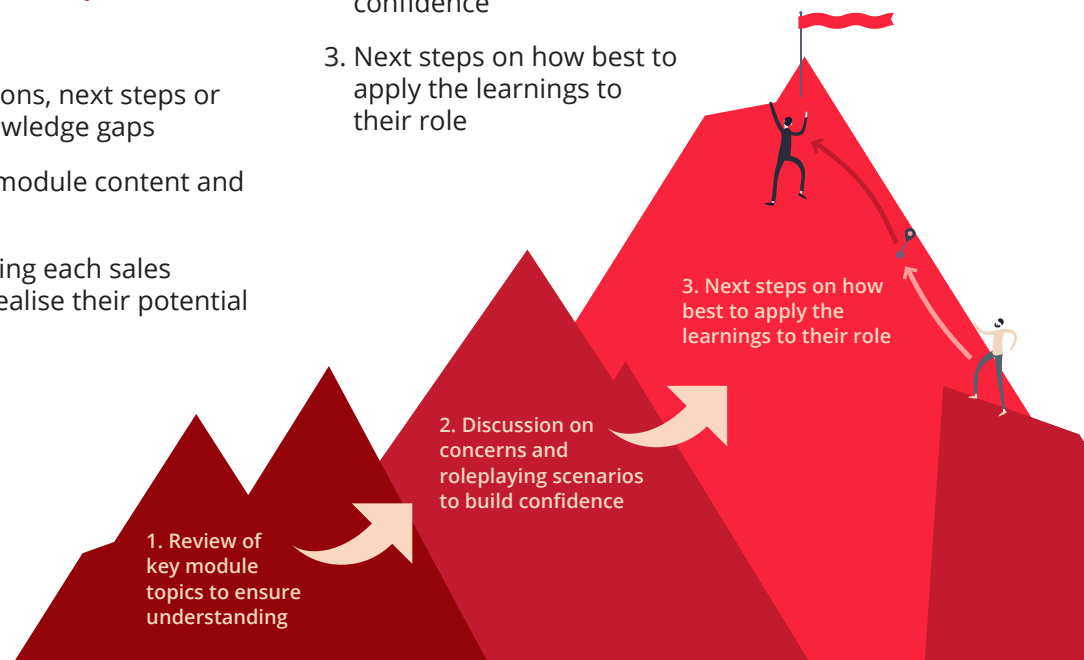 ons, next steps or
wledge gaps
module content and
ing each sales
ealise their potential
confidence
3. Next steps on how best to
apply the learnings to
their role
3. Next steps on how
best to apply the
learnings to their role
2. Discussion on
concerns and
roleplaying scenarios
to build confidence
1. Review of
key module
topics to ensure
understanding